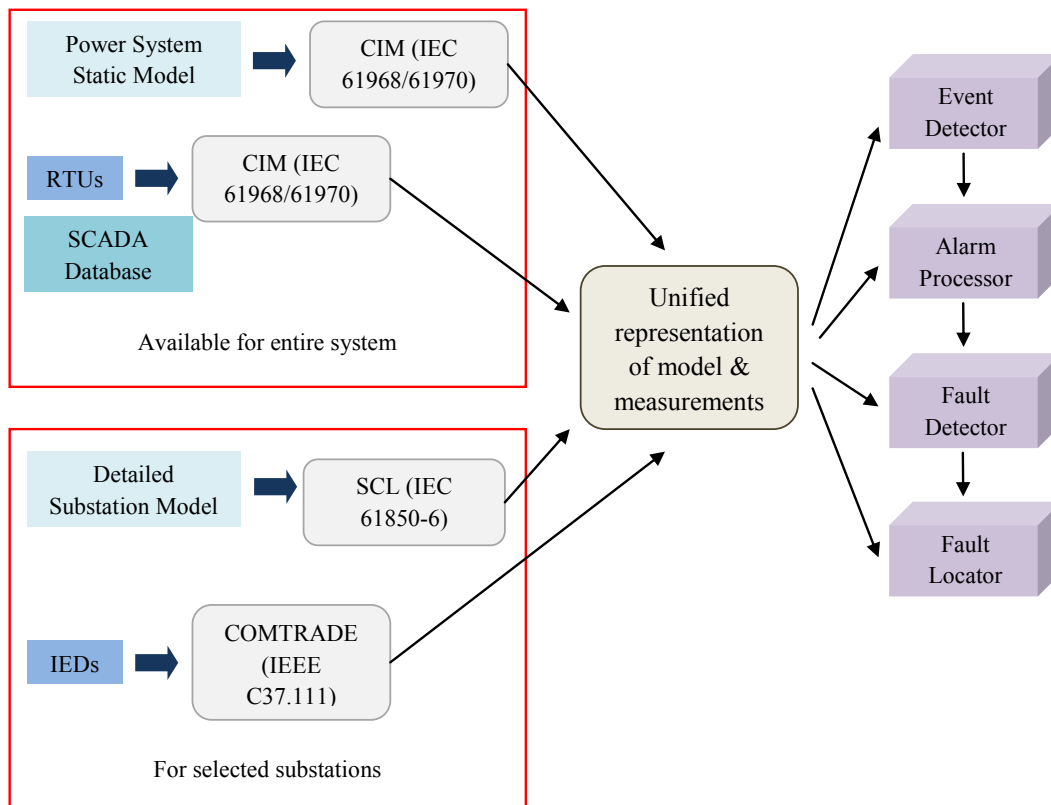 Power System
Static Model
CIM (IEC
61968/61970)
RTUs
CIM (IEC
61968/61970)
SCADA
Database
Available for entire system
Detailed
Substation Model
SCL (IEC
61850-6)
IEDs
COMTRADE
(IEEE
C37.111)
For selected substations
Unified
representation
of model &
measurements
Event
Detector
Alarm
Processor
Fault
Detector
Fault
Locator